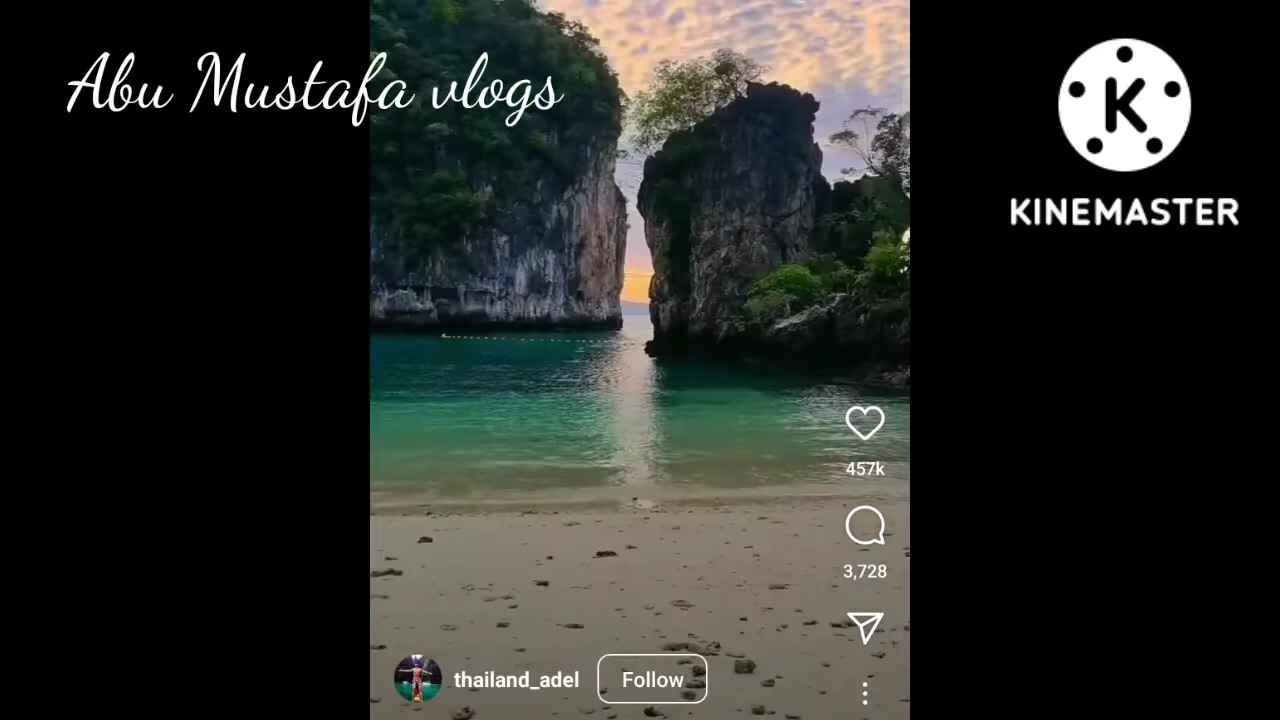 Abu Mustafa vlogs
K
KINEMASTER
457k
3,728
thailand_adel
Follow